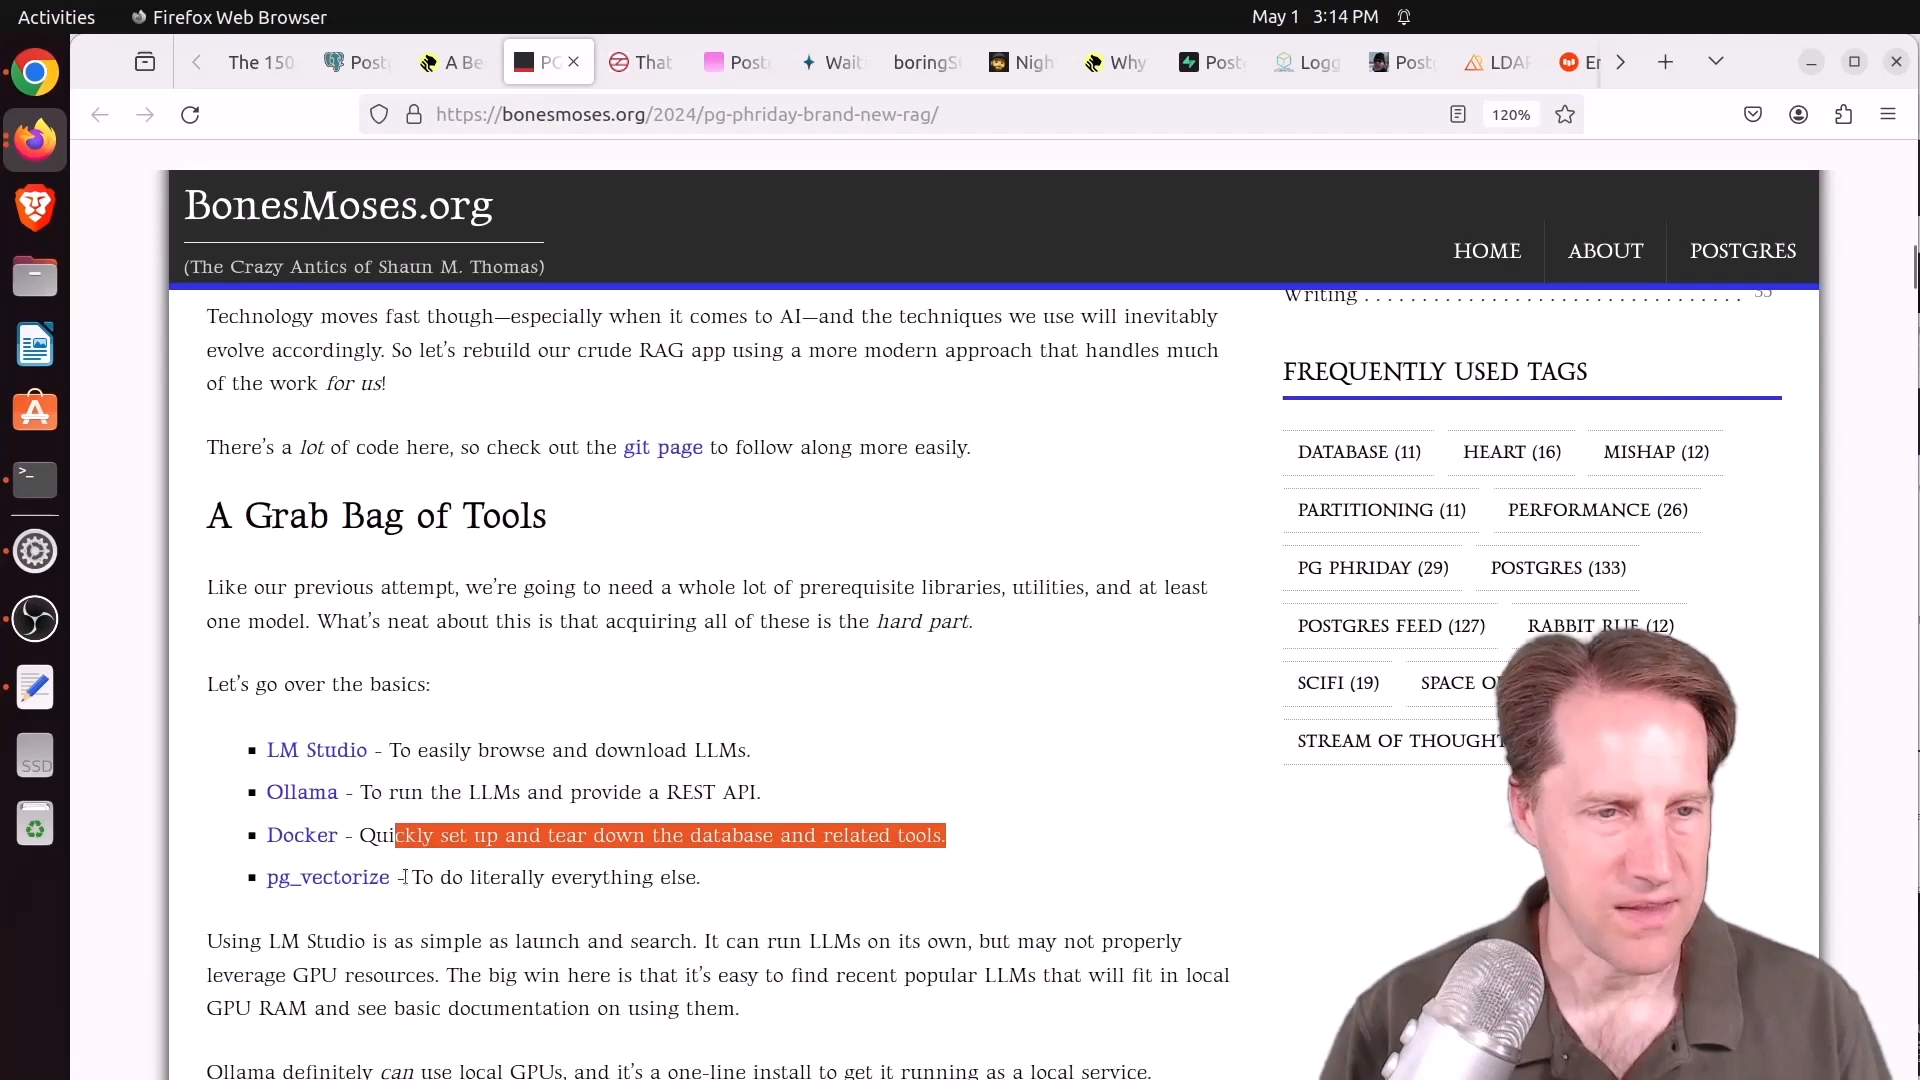 Activities
Firefox Web Browser
May 1 3:14 PM
The 150
Post
A Be
PG
That
Post
Wait
boringS
Nigh
Why
Post
Logg
Post
LDAP
Er
https://bonesmoses.org/2024/pg-phriday-brand-new-rag/
120%
BonesMoses.org
(The Crazy Antics of Shaun M. Thomas)
HOME
ABOUT
POSTGRES
Technology moves fast though—especially when it comes to AI—and the techniques we use will inevitably
evolve accordingly. So let's rebuild our crude RAG app using a more modern approach that handles much
of the work for us!
There's a lot of code here, so check out the git page to follow along more easily.
A Grab Bag of Tools
Like our previous attempt, we're going to need a whole lot of prerequisite libraries, utilities, and at least
one model. What's neat about this is that acquiring all of these is the hard part.
Let's go over the basics:
▪ LM Studio - To easily browse and download LLMs.
▪ Ollama - To run the LLMs and provide a REST API.
▪ Docker - Quickly set up and tear down the database and related tools.
▪ pg_vectorize - To do literally everything else.
Using LM Studio is as simple as launch and search. It can run LLMs on its own, but may not properly
leverage GPU resources. The big win here is that it's easy to find recent popular LLMs that will fit in local
GPU RAM and see basic documentation on using them.
Ollama definitely can use local GPUs, and it's a one-line install to get it running as a local service.
Writing . . . . . . . . . . . . . . . . . . . . . . . . . . . . . . . . . 35
FREQUENTLY USED TAGS
DATABASE (11)
HEART (16)
MISHAP (12)
PARTITIONING (11)
PERFORMANCE (26)
PG PHRIDAY (29)
POSTGRES (133)
POSTGRES FEED (127)
RABBIT RUE (12)
SCIFI (19)
SPACE O
STREAM OF THOUGHT
SSD